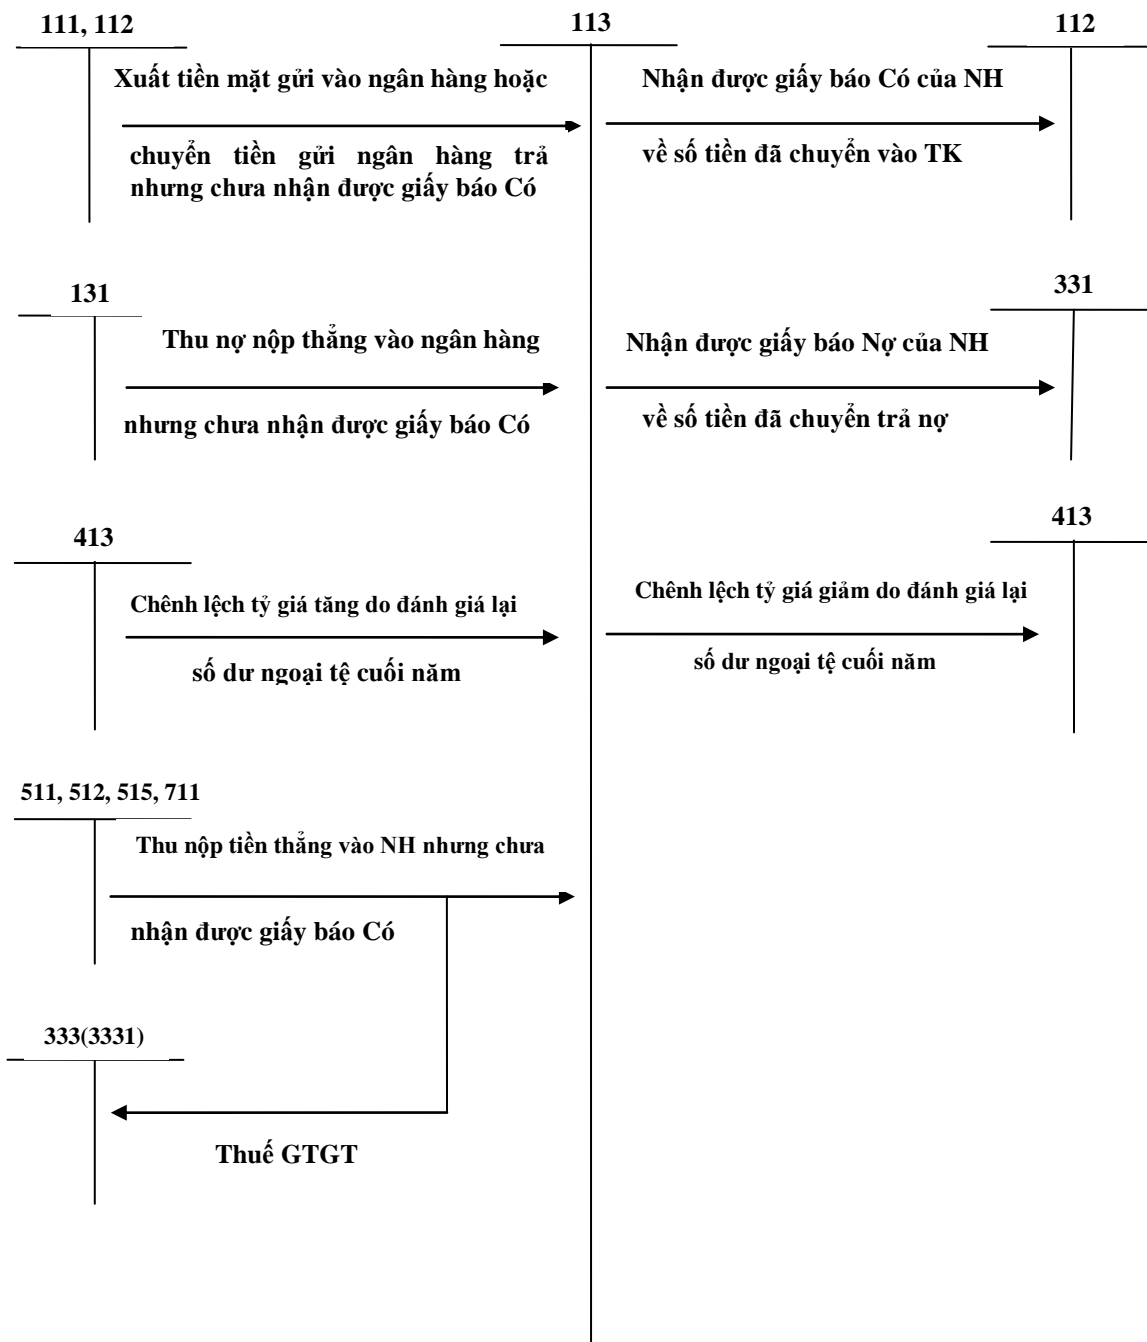 111, 112
113
112
Xuất tiền mặt gửi vào ngân hàng hoặc
chuyển tiền gửi ngân hàng trả
nhưng chưa nhận được giấy báo Có
Nhận được giấy báo Có của NH
về số tiền đã chuyển vào TK
131
331
Thu nợ nộp thẳng vào ngân hàng
nhưng chưa nhận được giấy báo Có
Nhận được giấy báo Nợ của NH
về số tiền đã chuyển trả nợ
413
413
Chênh lệch tỷ giá tăng do đánh giá lại
số dư ngoại tệ cuối năm
Chênh lệch tỷ giá giảm do đánh giá lại
số dư ngoại tệ cuối năm
511, 512, 515, 711
Thu nộp tiền thẳng vào NH nhưng chưa
nhận được giấy báo Có
333(3331)
Thuế GTGT